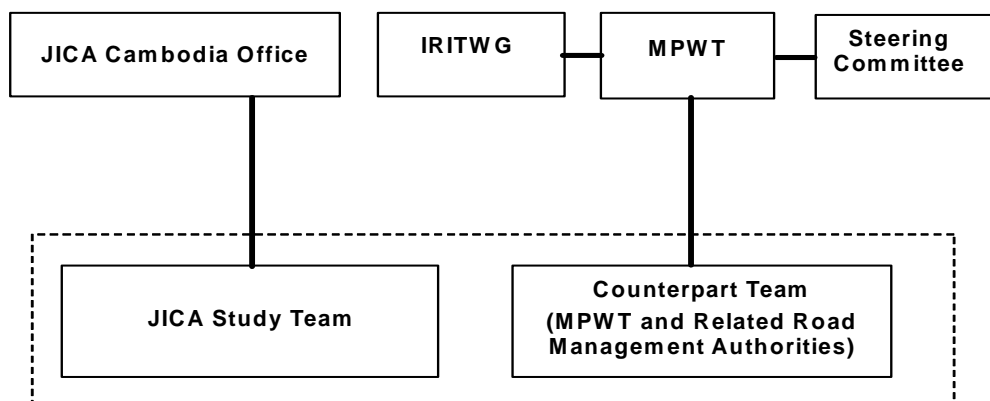 JICA Cambodia Office
IRITWG
MPWT
Steering
Committee
JICA Study Team
Counterpart Team
(MPWT and Related Road
Management Authorities)